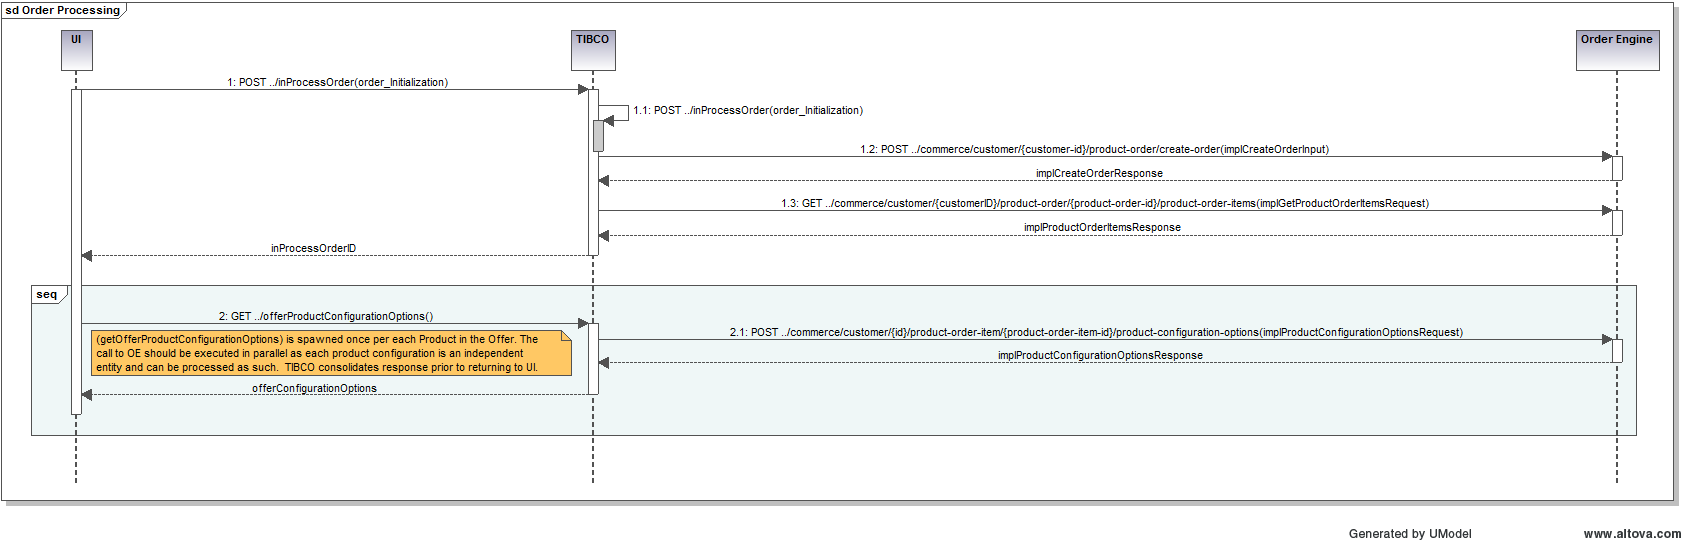 sd Order Processing
UI
TIBCO
Order Engine
1: POST ../inProcessOrder(order_Initialization)
1.1: POST ../inProcessOrder(order_Initialization)
1.2: POST ../commerce/customer/{customer-id}/product-order/create-order(implCreateOrderInput)
implCreateOrderResponse
1.3: GET ../commerce/customer/{customerID}/product-order/{product-order-id}/product-order-items(implGetProductOrderItemsRequest)
implProductOrderItemsResponse
inProcessOrderID
seq
2: GET ../offerProductConfigurationOptions()
2.1: POST ../commerce/customer/{id}/product-order-item/{product-order-item-id}/product-configuration-options(implProductConfigurationOptionsRequest)
(getOfferProductConfigurationOptions) is spawned once per each Product in the Offer. The
call to OE should be executed in parallel as each product configuration is an independent
entity and can be processed as such. TIBCO consolidates response prior to returning to UI.
implProductConfigurationOptionsResponse
offerConfigurationOptions
Generated by UModel
www.altova.com